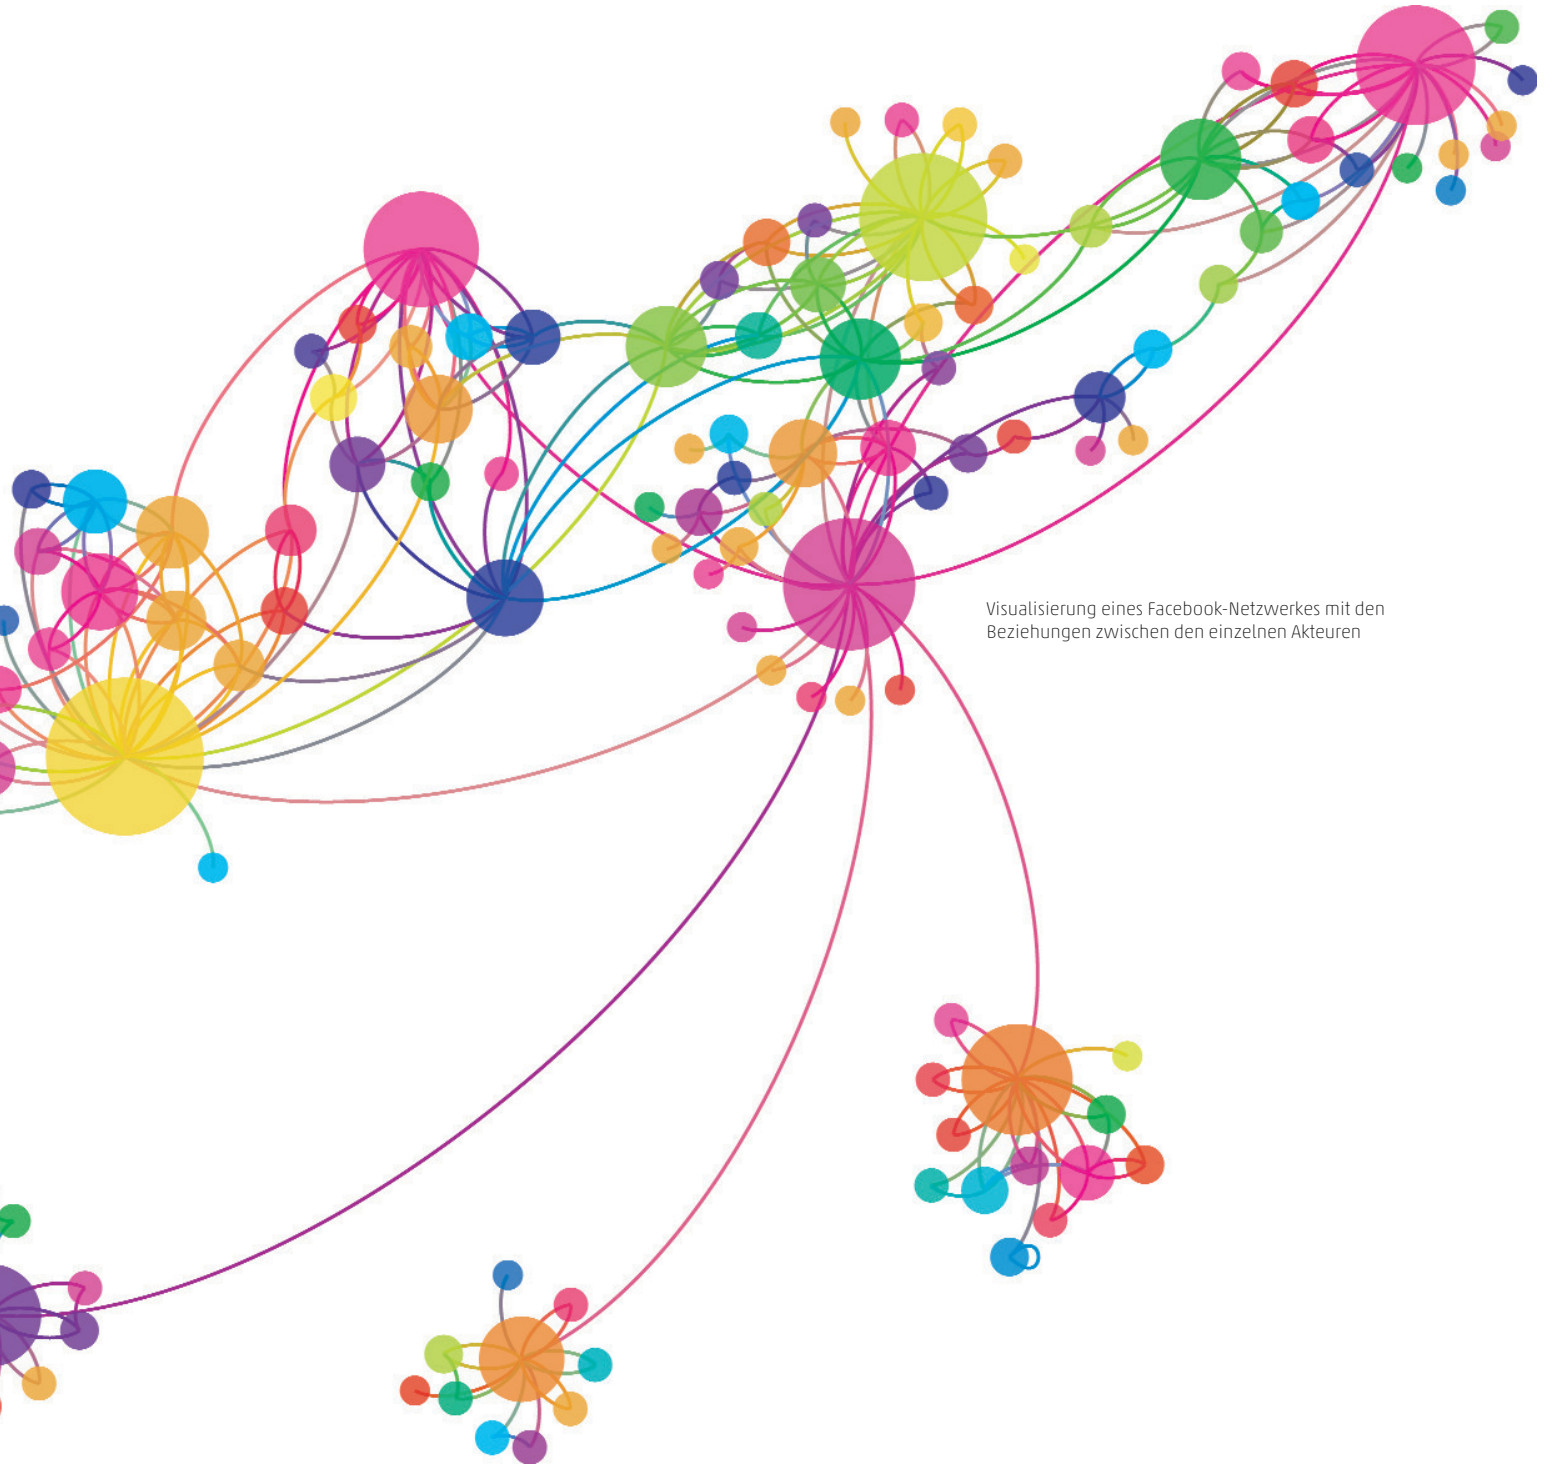 Visualisierung eines Facebook-Netzwerkes mit den
Beziehungen zwischen den einzelnen Akteuren